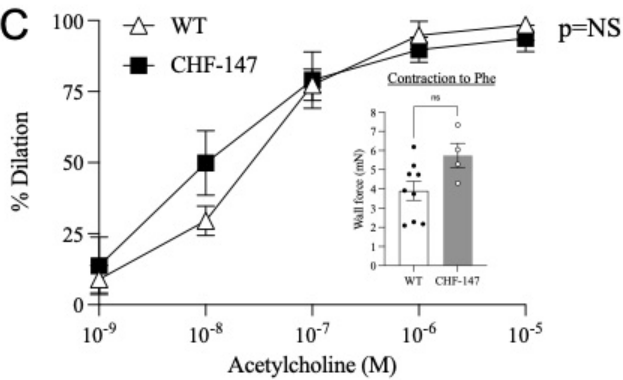 C
100
75
50
25
0
% Dilation
WT
CHF-147
p=NS
10-9
10-8
10-7
10-6
10-5
Acetylcholine (M)
Contraction to Phe
ns
8
7
6
5
4
3
2
1
0
Wall force (mN)
WT
CHF-147